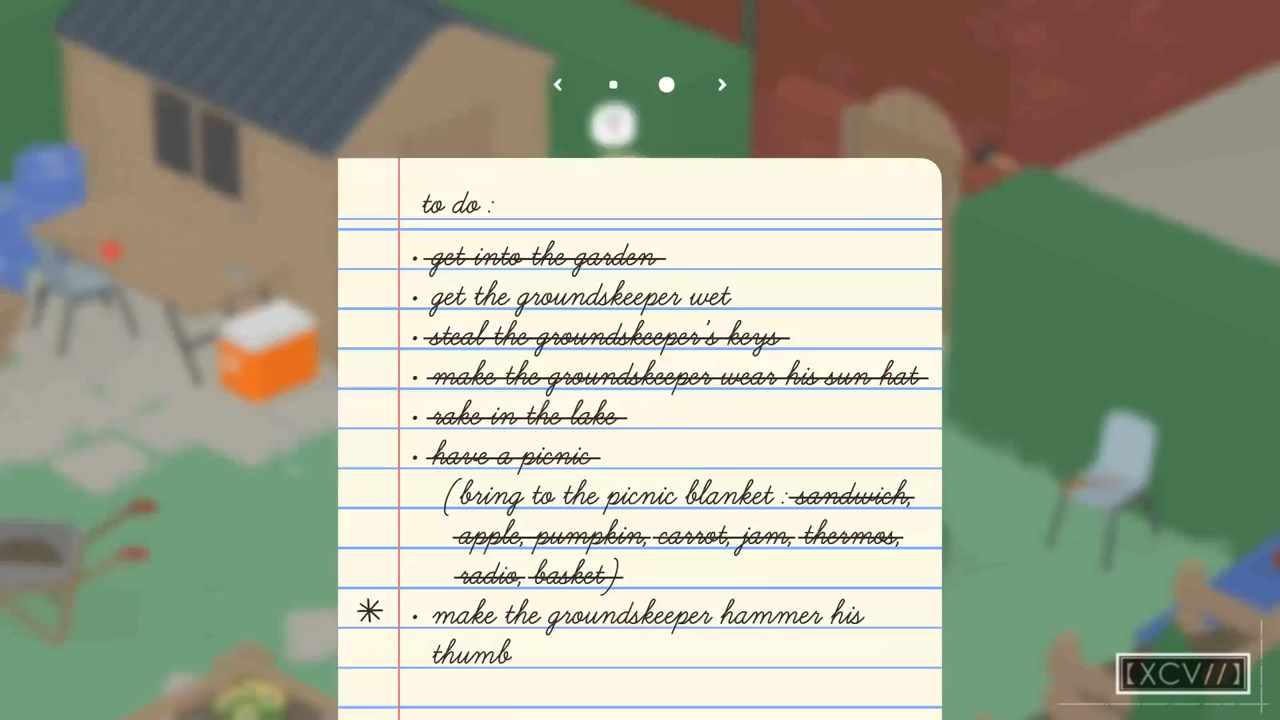 to do :
• get into the garden
• get the groundskeeper wet
• steal the groundskeeper's keys
• make the groundskeeper wear his sun hat
• rake in the lake
• have a picnic
(bring to the picnic blanket : sandwich,
apple, pumpkin, carrot, jam, thermos,
radio, basket)
• make the groundskeeper hammer his
thumb
[XCV//]